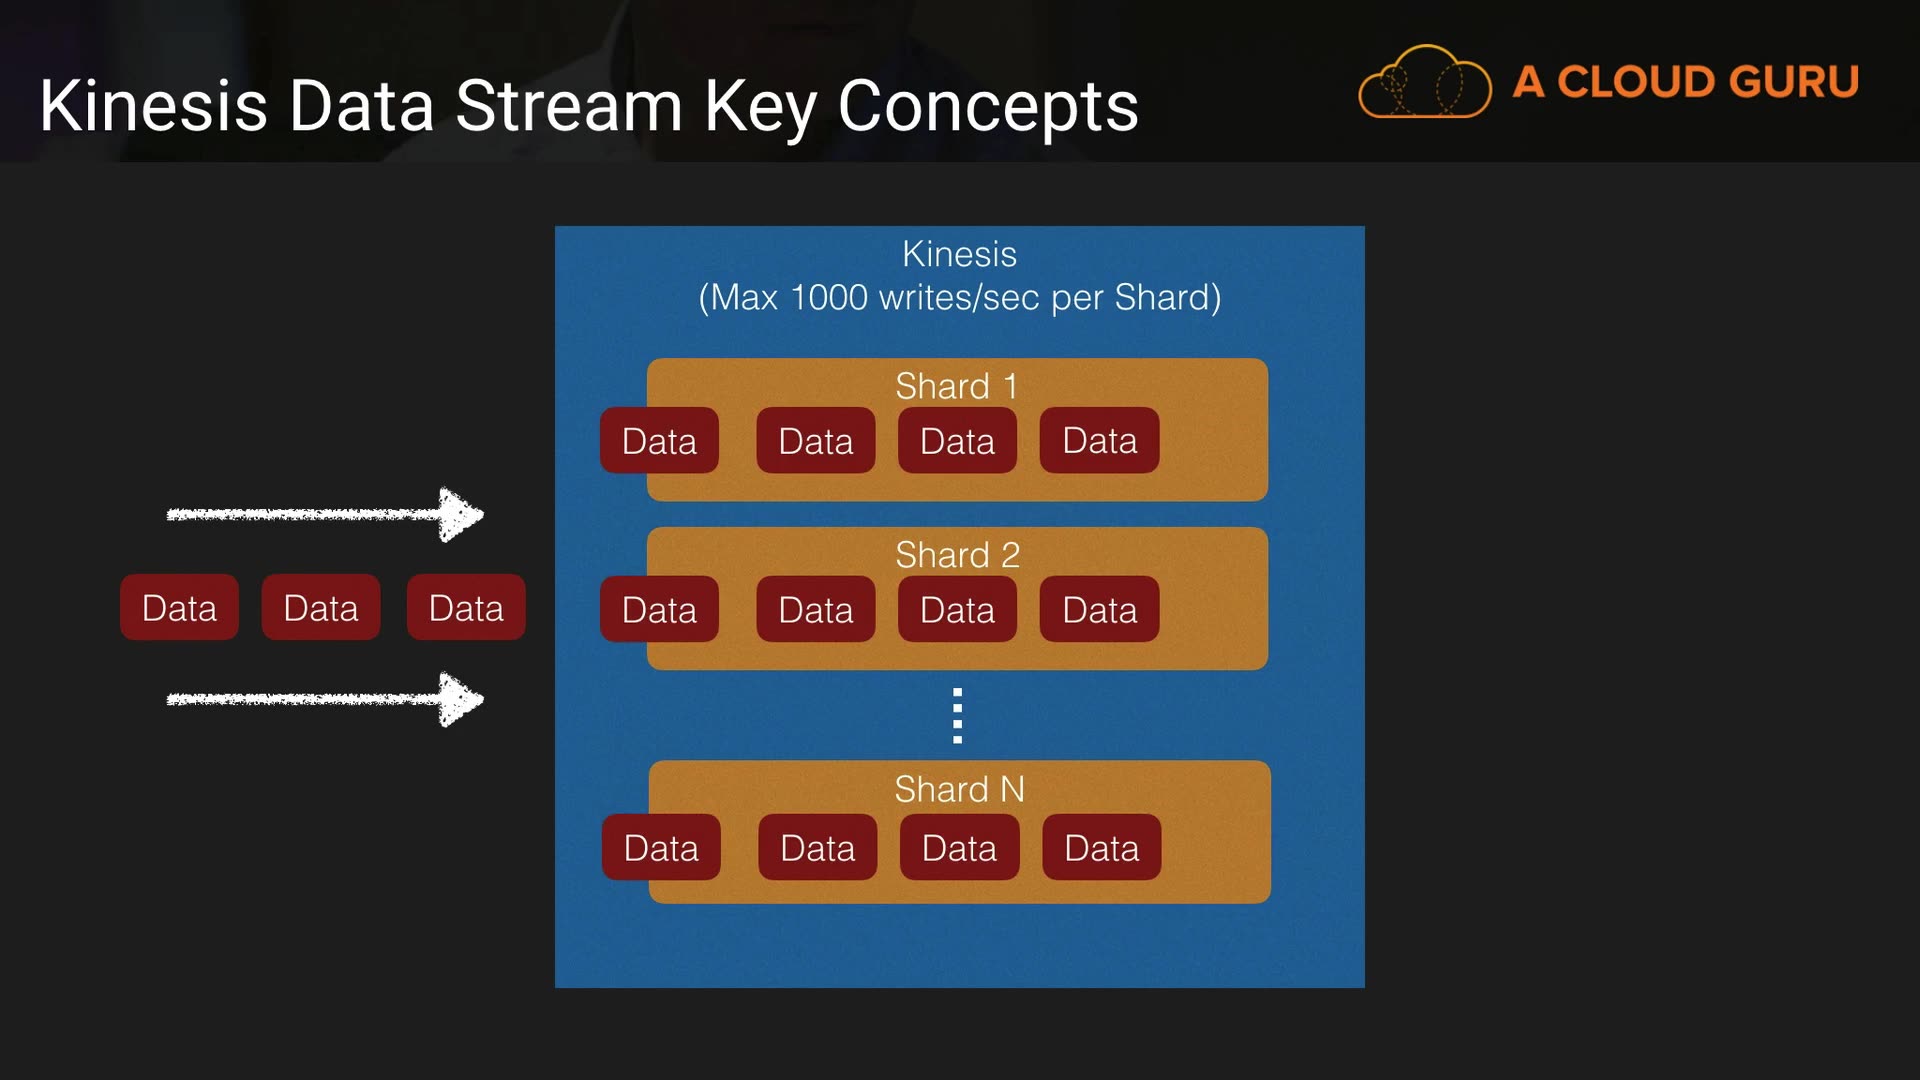 Kinesis Data Stream Key Concepts
A CLOUD GURU
Kinesis
(Max 1000 writes/sec per Shard)
Shard 1
Data Data Data Data
Shard 2
Data Data Data Data
Data Data Data
Shard N
Data Data Data Data